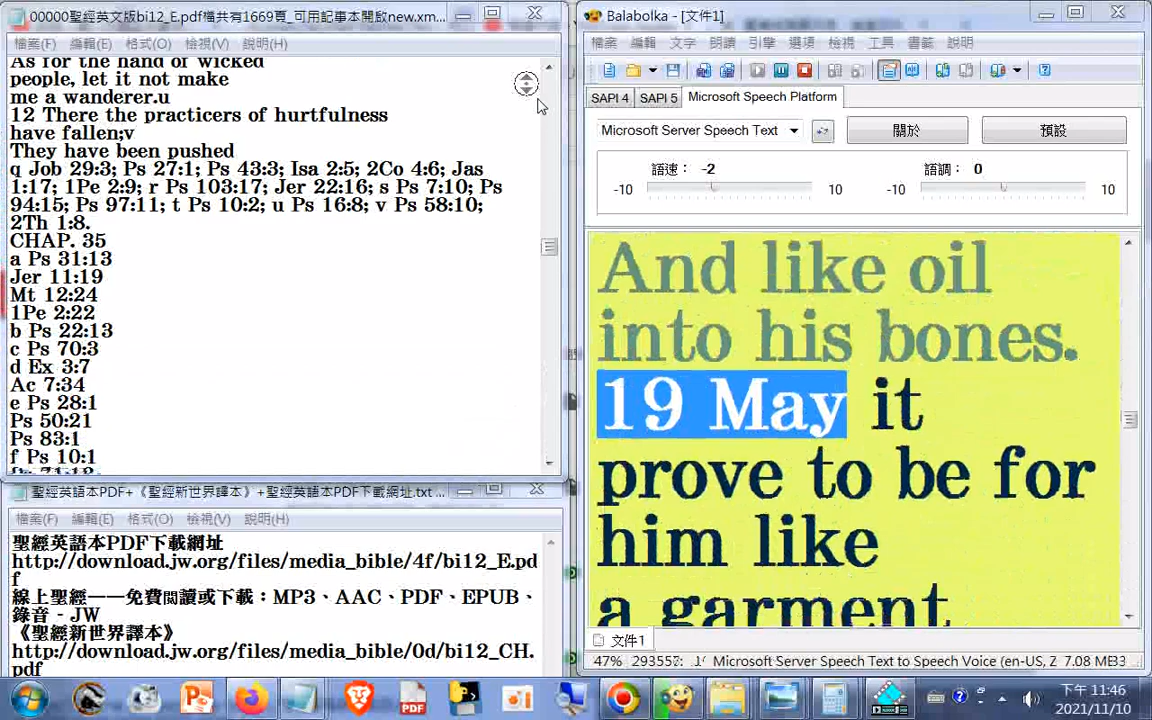 00000聖經英文版bi12_E.pdf檔共有1669頁_可用記事本開啟new.xm...
檔案(F) 編輯(E) 格式(O) 檢視(V) 說明(H)
As for the hand of wicked
people, let it not make
me a wanderer.u
12 There the practicers of hurtfulness
have fallen;v
They have been pushed
q Job 29:3; Ps 27:1; Ps 43:3; Isa 2:5; 2Co 4:6; Jas
1:17; 1Pe 2:9; r Ps 103:17; Jer 22:16; s Ps 7:10; Ps
94:15; Ps 97:11; t Ps 10:2; u Ps 16:8; v Ps 58:10;
2Th 1:8.
CHAP. 35
a Ps 31:13
Jer 11:19
Mt 12:24
1Pe 2:22
b Ps 22:13
c Ps 70:3
d Ex 3:7
Ac 7:34
e Ps 28:1
Ps 50:21
Ps 83:1
f Ps 10:1
聖經英語本PDF+《聖經新世界譯本》+聖經英語本PDF下載網址.txt ...
檔案(F) 編輯(E) 格式(O) 檢視(V) 說明(H)
聖經英語本PDF下載網址
http://download.jw.org/files/media_bible/4f/bi12_E.pd
f
線上聖經——免費閱讀或下載：MP3、AAC、PDF、EPUB、
錄音 - JW
《聖經新世界譯本》
http://download.jw.org/files/media_bible/0d/bi12_CH.
pdf
Balabolka - [文件1]
檔案 編輯 文字 朗讀 引擎 選項 檢視 工具 書籤 說明
SAPI 4 SAPI 5 Microsoft Speech Platform
Microsoft Server Speech Text 關於 預設
語速： -2 語調： 0
-10 10 -10 10
And like oil
into his bones.
19 May it
prove to be for
him like
a garment
文件1
47% Microsoft Server Speech Text to Speech Voice (en-US, Z 7.08 MB
下午 11:46
2021/11/10